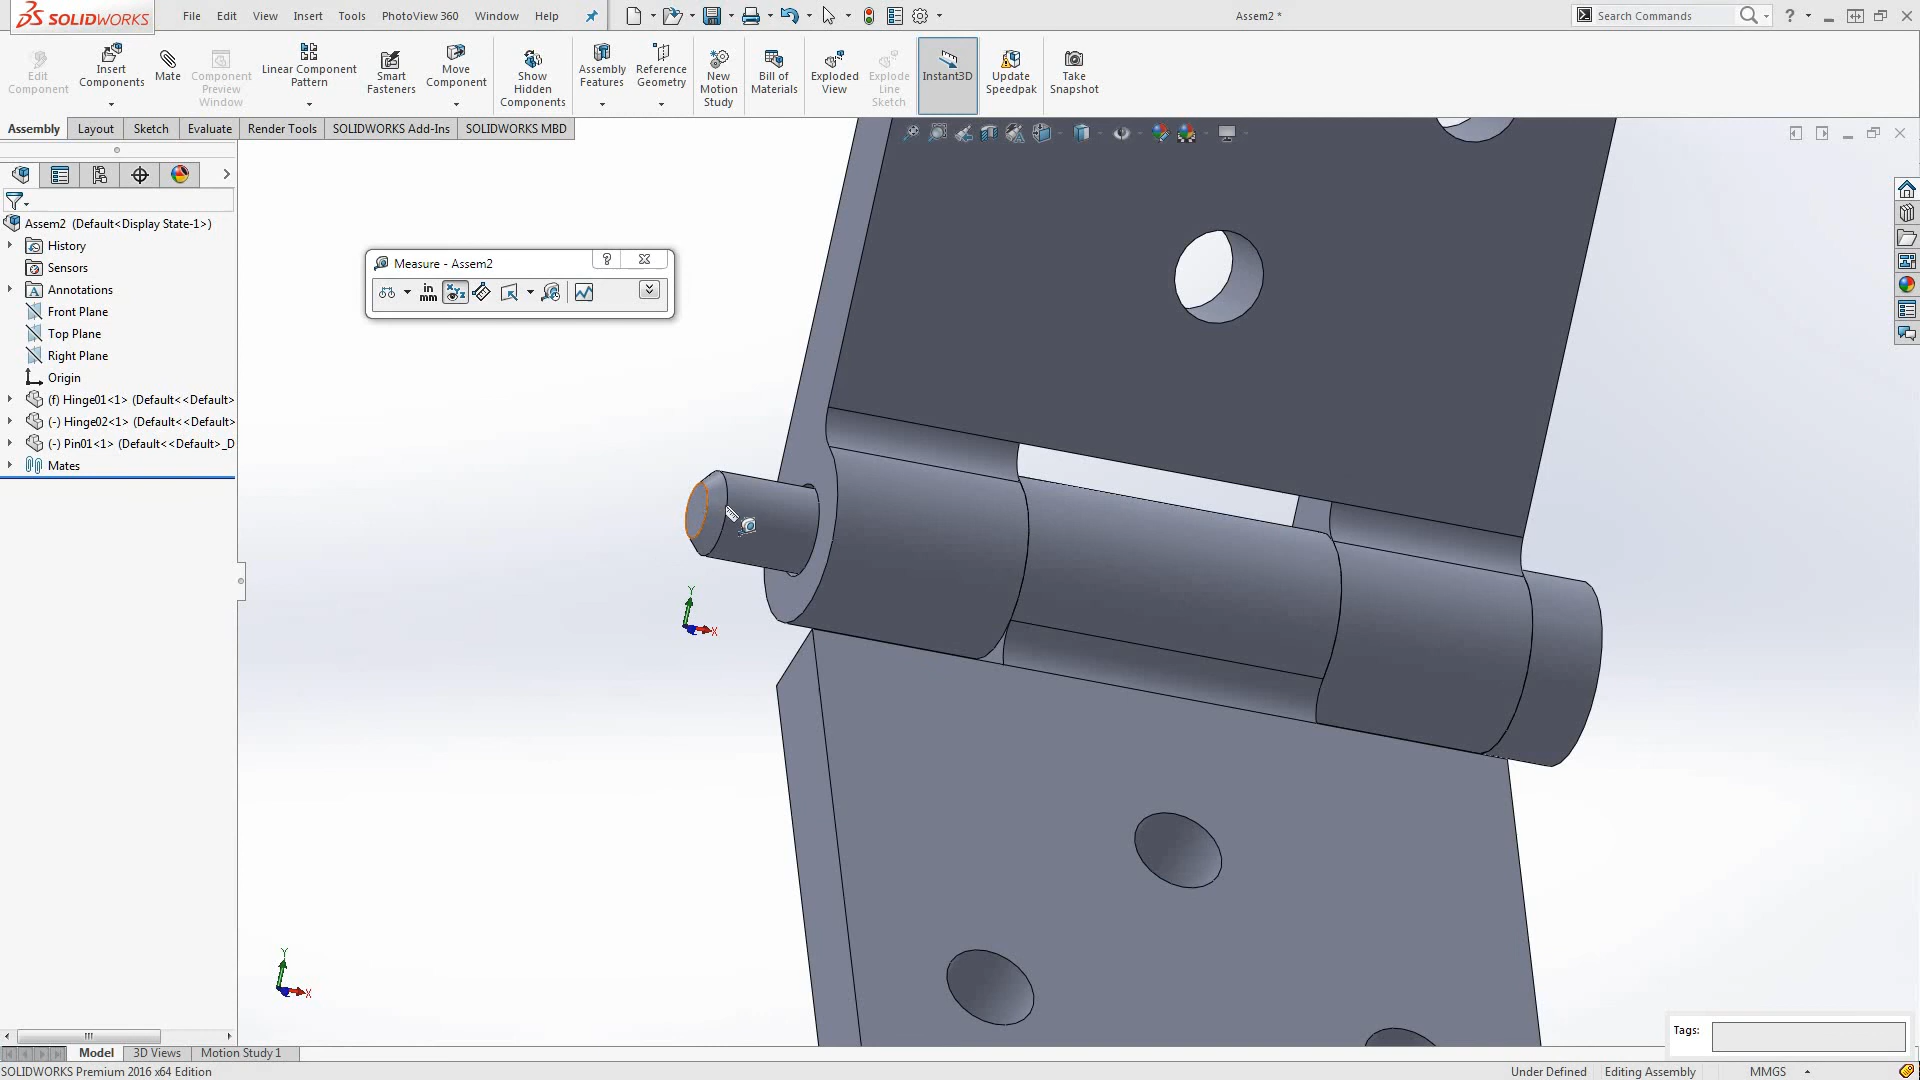 SOLIDWORKS
File Edit View Insert Tools PhotoView 360 Window Help
Assem2 *
Search Commands
Edit Component
Insert Components
Mate
Component Preview Window
Linear Component Pattern
Smart Fasteners
Move Component
Show Hidden Components
Assembly Features
Reference Geometry
New Motion Study
Bill of Materials
Exploded View
Explode Line Sketch
Instant3D
Update Speedpak
Take Snapshot
Assembly Layout Sketch Evaluate Render Tools SOLIDWORKS Add-Ins SOLIDWORKS MBD
Assem2 (Default<Display State-1>)
History
Sensors
Annotations
Front Plane
Top Plane
Right Plane
Origin
(f) Hinge01<1> (Default<<Default>
(-) Hinge02<1> (Default<<Default>
(-) Pin01<1> (Default<<Default>_D
Mates
Measure - Assem2
?
in
mm
Y
X
Y
X
Tags:
Model 3D Views Motion Study 1
SOLIDWORKS Premium 2016 x64 Edition
Under Defined Editing Assembly MMGS